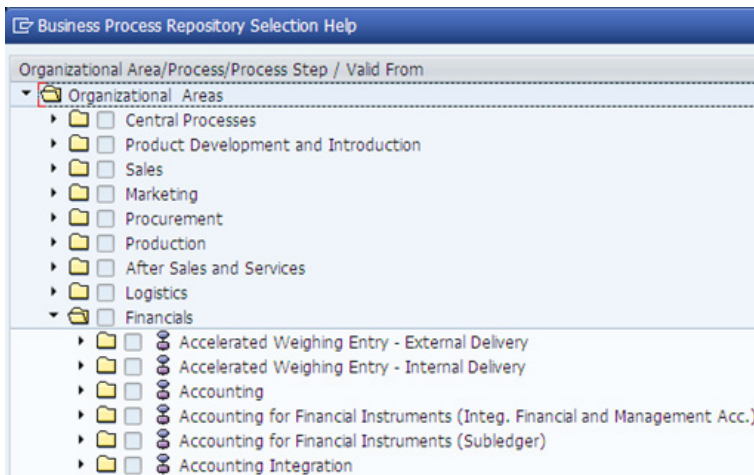 Business Process Repository Selection Help
Organizational Area/Process/Process Step / Valid From
Organizational Areas
Central Processes
Product Development and Introduction
Sales
Marketing
Procurement
Production
After Sales and Services
Logistics
Financials
Accelerated Weighing Entry - External Delivery
Accelerated Weighing Entry - Internal Delivery
Accounting
Accounting for Financial Instruments (Integ. Financial and Management Acc.)
Accounting for Financial Instruments (Subledger)
Accounting Integration